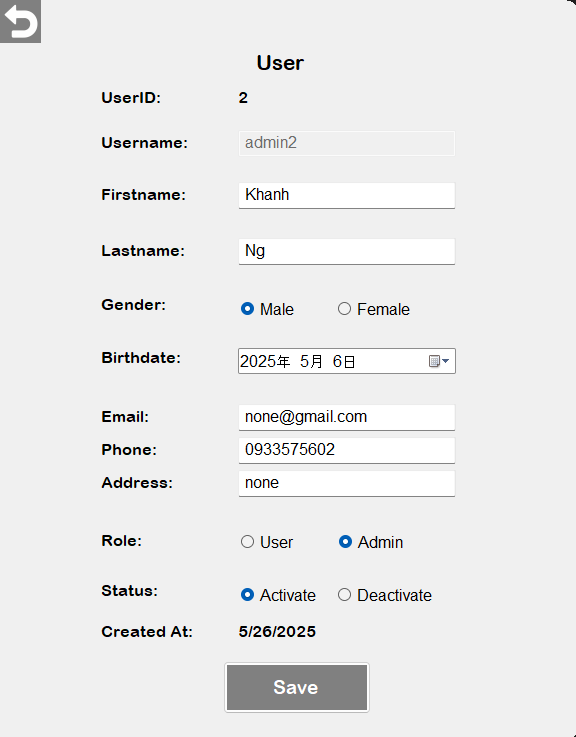 User
UserID: 2
Username: admin2
Firstname: Khanh
Lastname: Ng
Gender: Male Female
Birthdate: 2025年 5月 6日
Email: none@gmail.com
Phone: 0933575602
Address: none
Role: User Admin
Status: Activate Deactivate
Created At: 5/26/2025
Save